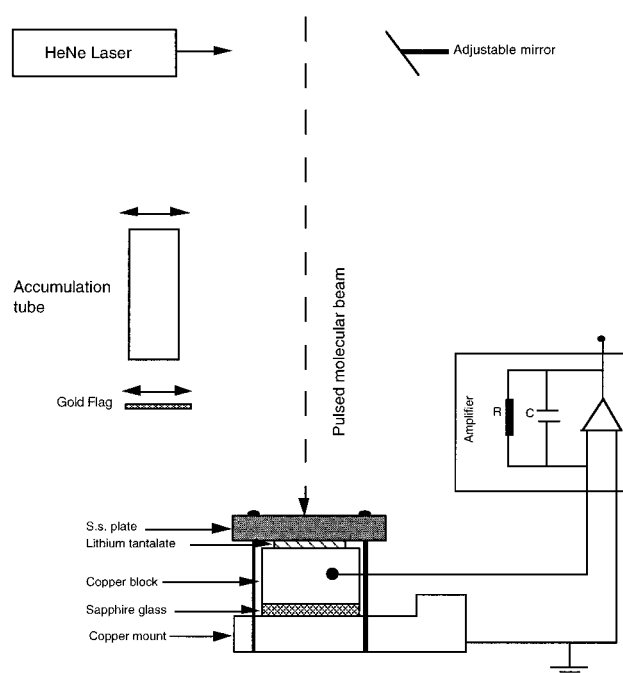 HeNe Laser
Adjustable mirror
Accumulation
tube
Pulsed molecular beam
Gold Flag
Amplifier
R
C
S.s. plate
Lithium tantalate
Copper block
Sapphire glass
Copper mount